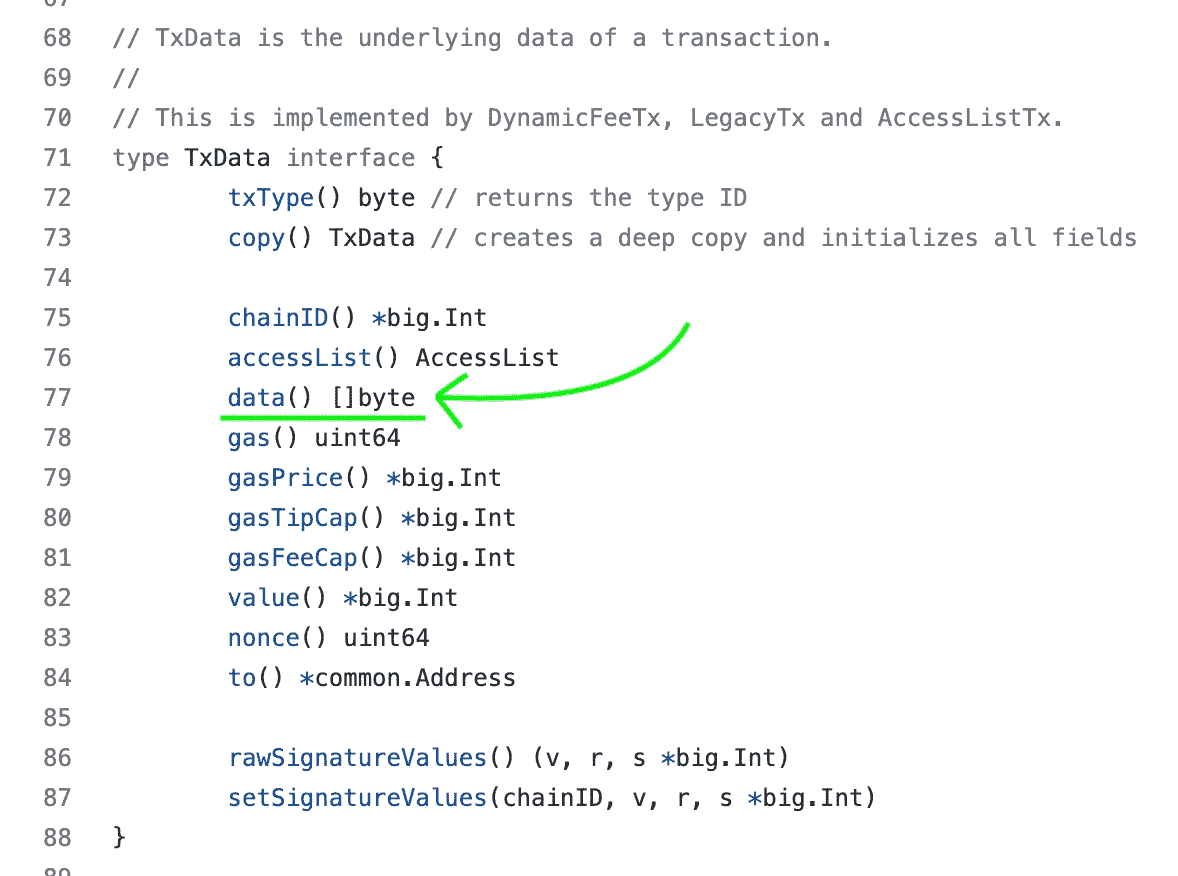 68 // TxData is the underlying data of a transaction.
69 //
70 // This is implemented by DynamicFeeTx, LegacyTx and AccessListTx.
71 type TxData interface {
72 txType() byte // returns the type ID
73 copy() TxData // creates a deep copy and initializes all fields
74
75 chainID() *big.Int
76 accessList() AccessList
77 data() []byte
78 gas() uint64
79 gasPrice() *big.Int
80 gasTipCap() *big.Int
81 gasFeeCap() *big.Int
82 value() *big.Int
83 nonce() uint64
84 to() *common.Address
85
86 rawSignatureValues() (v, r, s *big.Int)
87 setSignatureValues(chainID, v, r, s *big.Int)
88 }